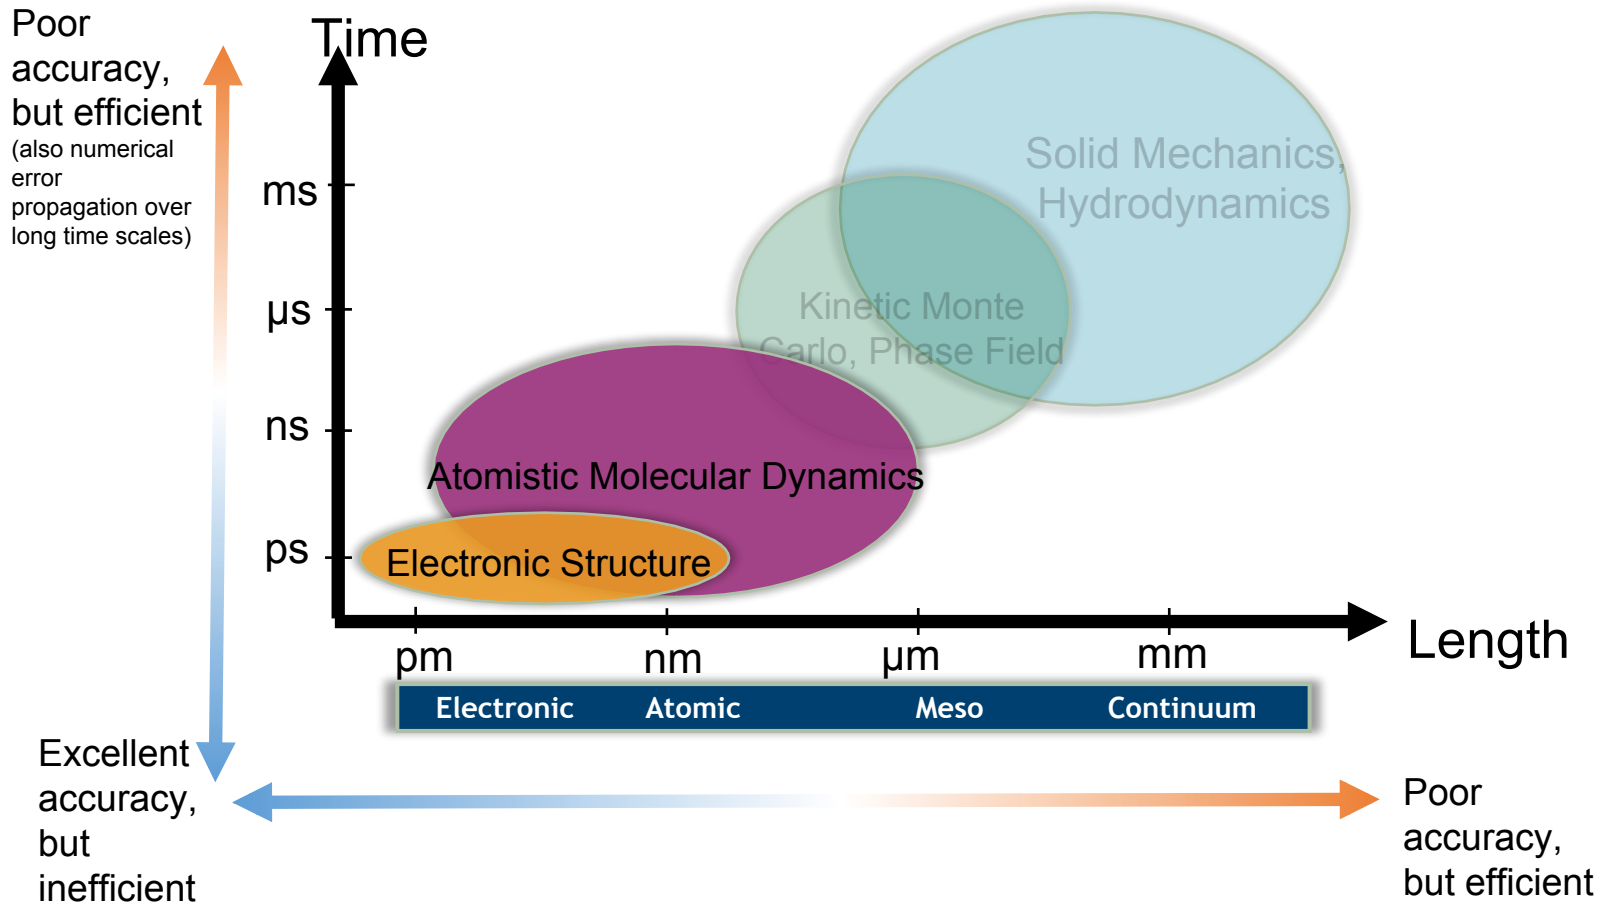 Poor
accuracy,
but efficient
(also numerical
error
propagation over
long time scales)
Time
ms
µs
ns
ps
Solid Mechanics,
Hydrodynamics
Kinetic Monte
Carlo, Phase Field
Atomistic Molecular Dynamics
Electronic Structure
pm
nm
µm
mm
Length
Electronic
Atomic
Meso
Continuum
Excellent
accuracy,
but
inefficient
Poor
accuracy,
but efficient